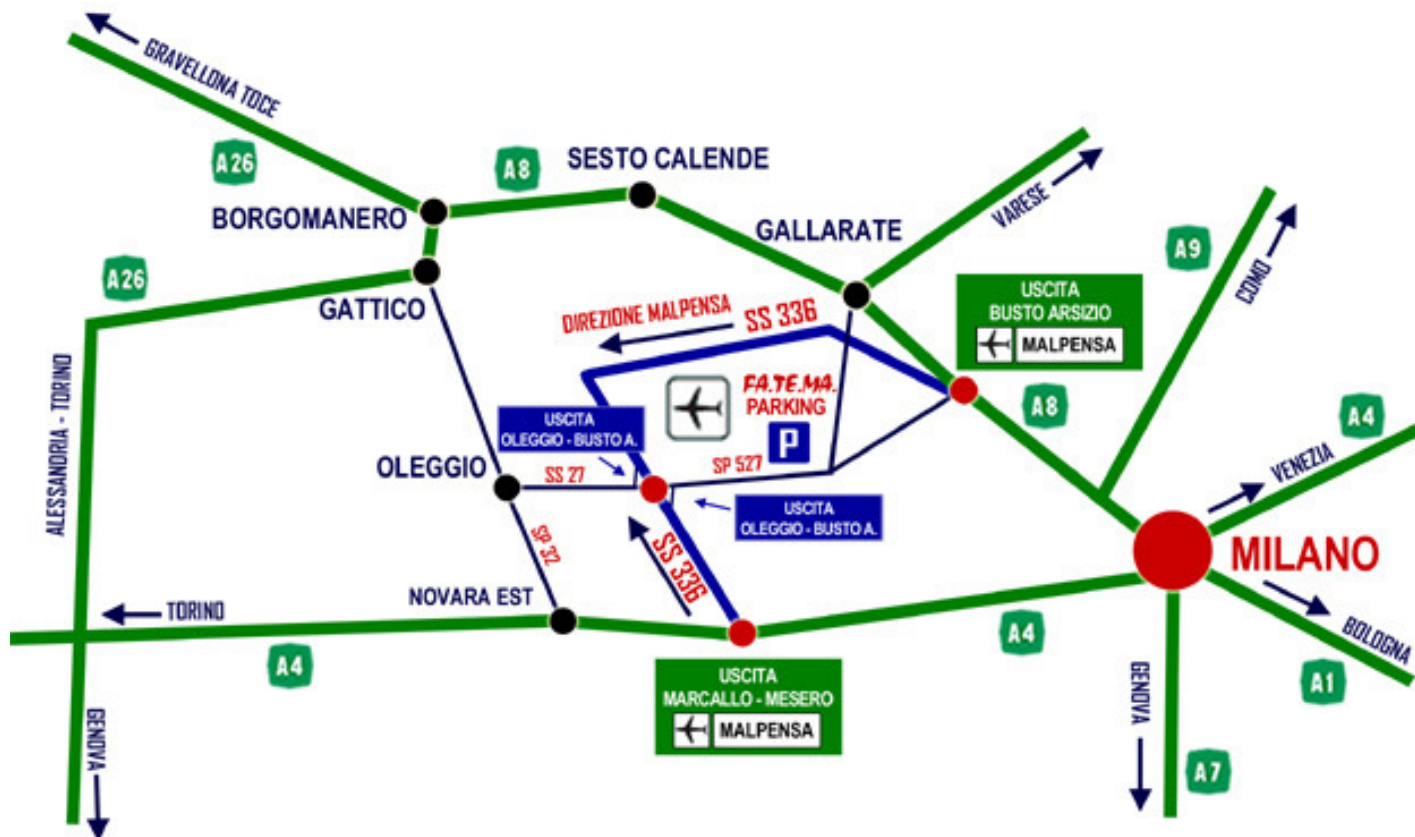 GRAVELLONA TOCE
A26
A8
SESTO CALENDE
BORGOMANERO
GALLARATE
VARESE
A9
COMO
A26
GATTICO
DIREZIONE MALPENSA
SS 336
USCITA
BUSTO ARSIZIO
MALPENSA
FA.TE.MA.
PARKING
P
A8
A4
VENEZIA
USCITA
OLEGGIO - BUSTO A.
ALESSANDRIA - TORINO
OLEGGIO
SS 27
SP 527
USCITA
OLEGGIO - BUSTO A.
SP 32
SS 336
MILANO
NOVARA EST
TORINO
A4
A4
BOLOGNA
A1
USCITA
MARCALLO - MESERO
MALPENSA
GENOVA
GENOVA
A7